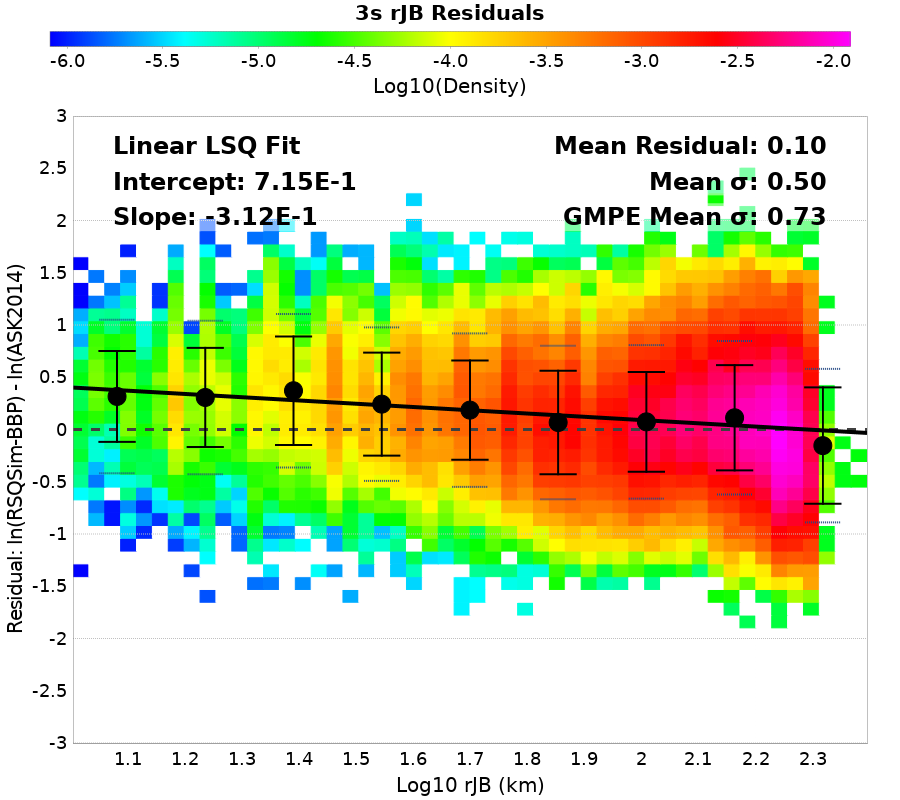 3s rJB Residuals
-6.0 -5.5 -5.0 -4.5 -4.0 -3.5 -3.0 -2.5 -2.0
Log10(Density)
Linear LSQ Fit
Intercept: 7.15E-1
Slope: -3.12E-1
Mean Residual: 0.10
Mean σ: 0.50
GMPE Mean σ: 0.73
Residual: ln(RSQSim-BBP) - ln(ASK2014)
3
2.5
2
1.5
1
0.5
0
-0.5
-1
-1.5
-2
-2.5
-3
1.1 1.2 1.3 1.4 1.5 1.6 1.7 1.8 1.9 2 2.1 2.2 2.3
Log10 rJB (km)